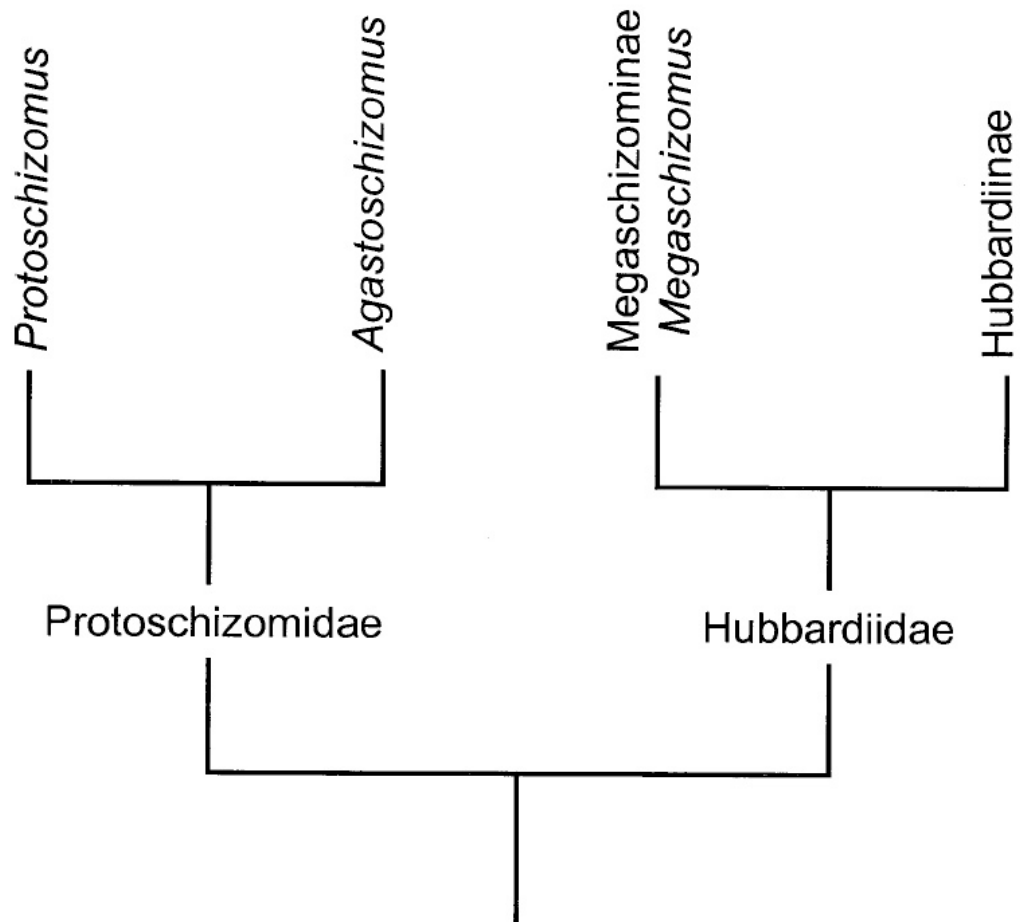 Protoschizomus
Agastoschizomus
Megaschizominae
Megaschizomus
Hubbardiinae
Protoschizomidae
Hubbardiidae